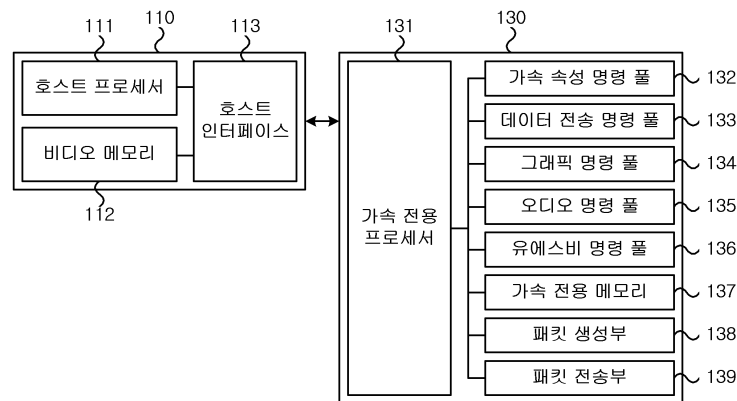 111
110
113
호스트 프로세서
호스트
인터페이스
비디오 메모리
112
131
130
가속 전용
프로세서
가속 속성 명령 풀
132
데이터 전송 명령 풀
133
그래픽 명령 풀
134
오디오 명령 풀
135
유에스비 명령 풀
136
가속 전용 메모리
137
패킷 생성부
138
패킷 전송부
139